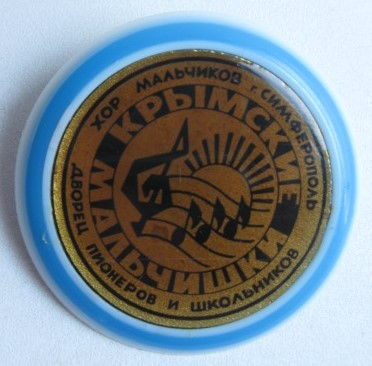 ХОР МАЛЬЧИКОВ г. СИМФЕРОПОЛЬ
КРЫМСКИЕ
МАЛЬЧИШКИ
ДВОРЕЦ ПИОНЕРОВ И ШКОЛЬНИКОВ